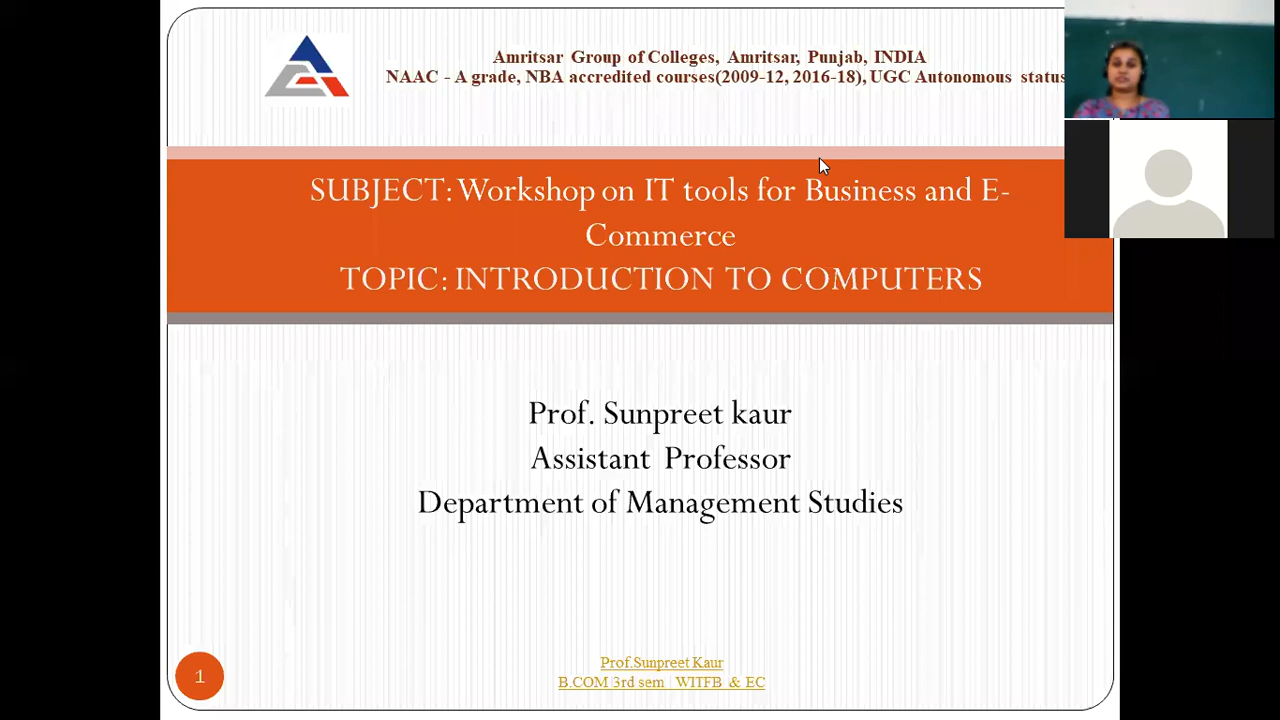 Amritsar Group of Colleges, Amritsar, Punjab, INDIA
NAAC - A grade, NBA accredited courses(2009-12, 2016-18), UGC Autonomous status
SUBJECT: Workshop on IT tools for Business and E-
Commerce
TOPIC: INTRODUCTION TO COMPUTERS
Prof. Sunpreet kaur
Assistant Professor
Department of Management Studies
1
Prof.Sunpreet Kaur
B.COM 3rd sem | WITFB & EC